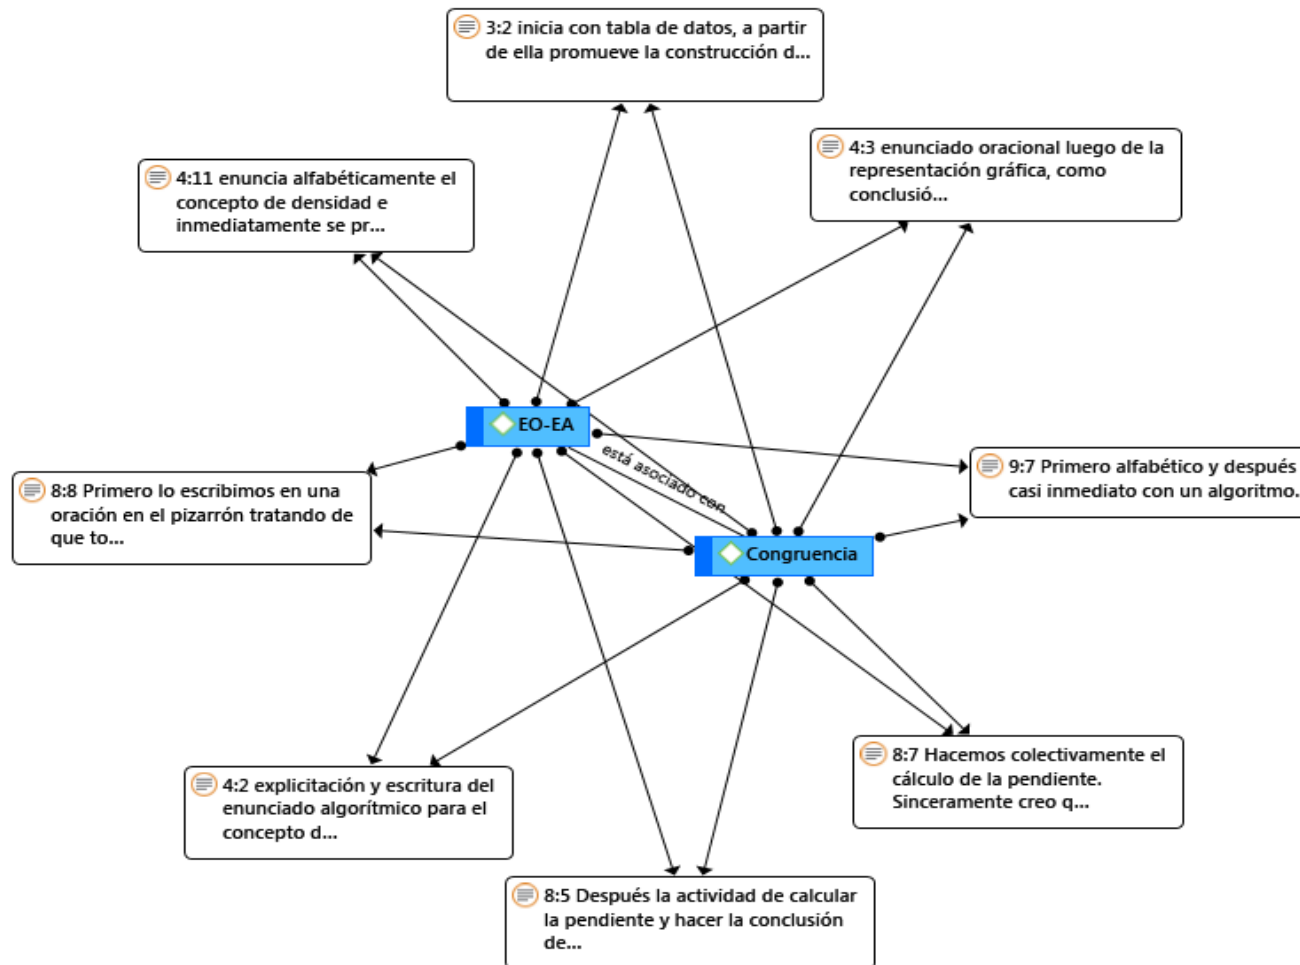 3:2 inicia con tabla de datos, a partir
de ella promueve la construcción d...
4:3 enunciado oracional luego de la
representación gráfica, como
conclusió...
4:11 enuncia alfabéticamente el
concepto de densidad e
inmediatamente se pr...
EO-EA
está asociado con
9:7 Primero alfabético y después
casi inmediato con un algoritmo.
8:8 Primero lo escribimos en una
oración en el pizarrón tratando de
que to...
Congruencia
8:7 Hacemos colectivamente el
cálculo de la pendiente.
Sinceramente creo q...
4:2 explicitación y escritura del
enunciado algorítmico para el
concepto d...
8:5 Después la actividad de calcular
la pendiente y hacer la conclusión
de...